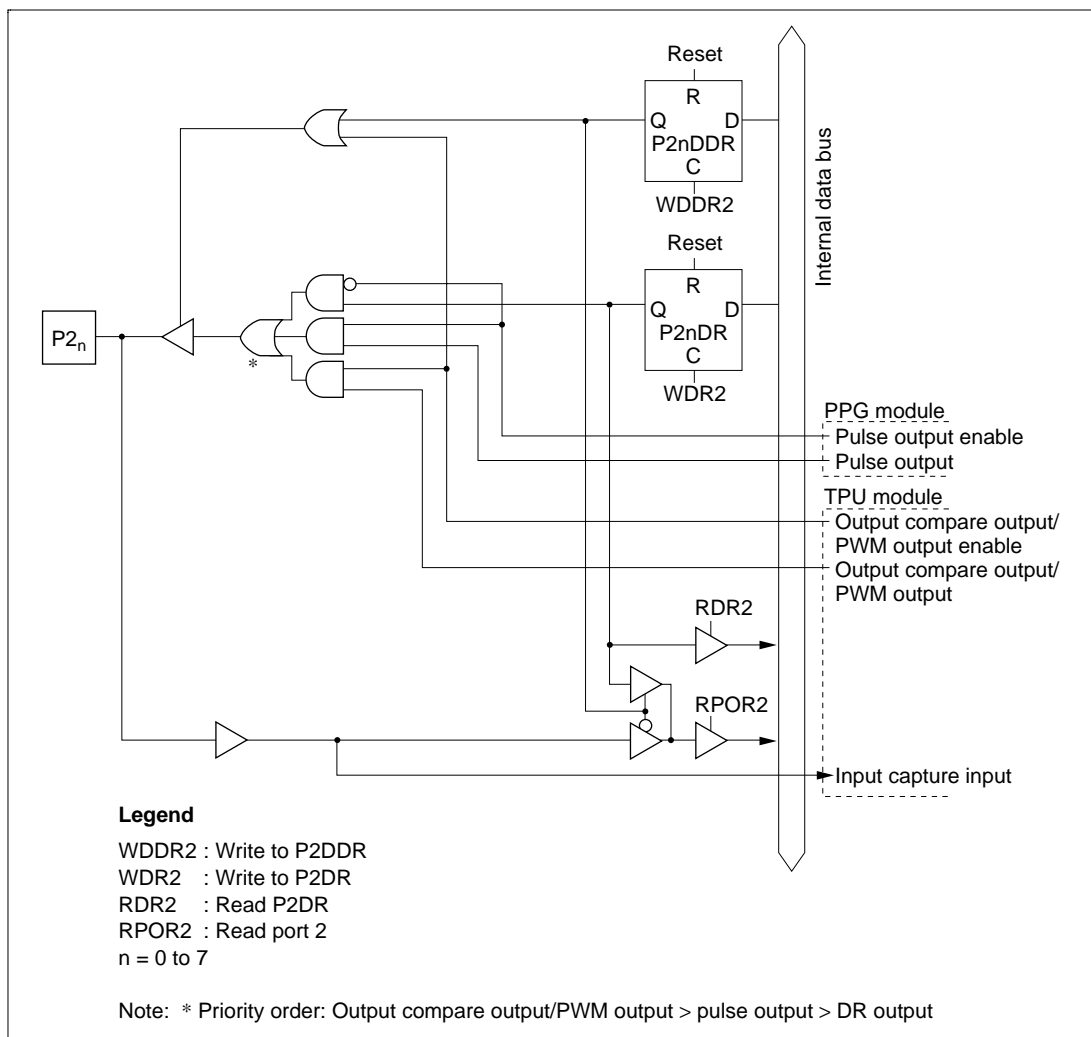 Reset
R
Q D
P2nDDR
C
WDDR2
Internal data bus
Reset
R
Q D
P2nDR
C
WDR2
P2n
*
PPG module
Pulse output enable
Pulse output
TPU module
Output compare output/
PWM output enable
Output compare output/
PWM output
RDR2
RPOR2
Input capture input
Legend
WDDR2 : Write to P2DDR
WDR2 : Write to P2DR
RDR2 : Read P2DR
RPOR2 : Read port 2
n = 0 to 7
Note: * Priority order: Output compare output/PWM output > pulse output > DR output